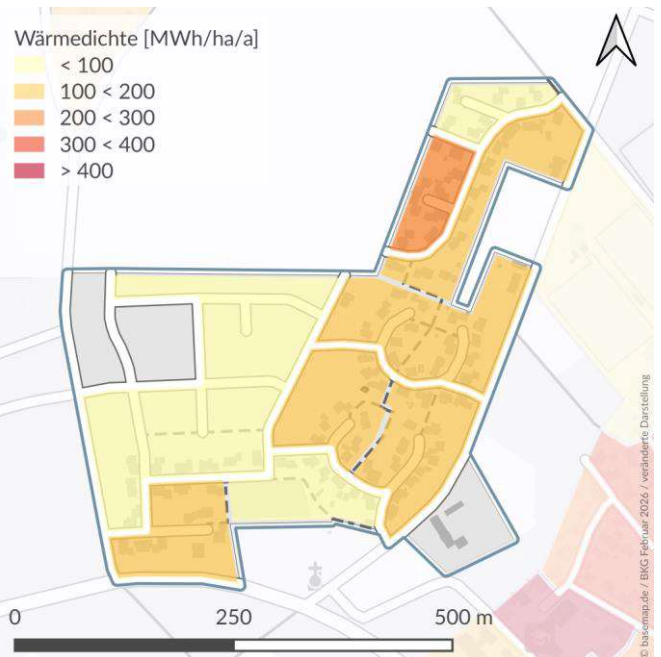 Wärmedichte [MWh/ha/a]
< 100
100 < 200
200 < 300
300 < 400
> 400
0 250 500 m
© basemap.de / BKG Februar 2026 / veränderte Darstellung